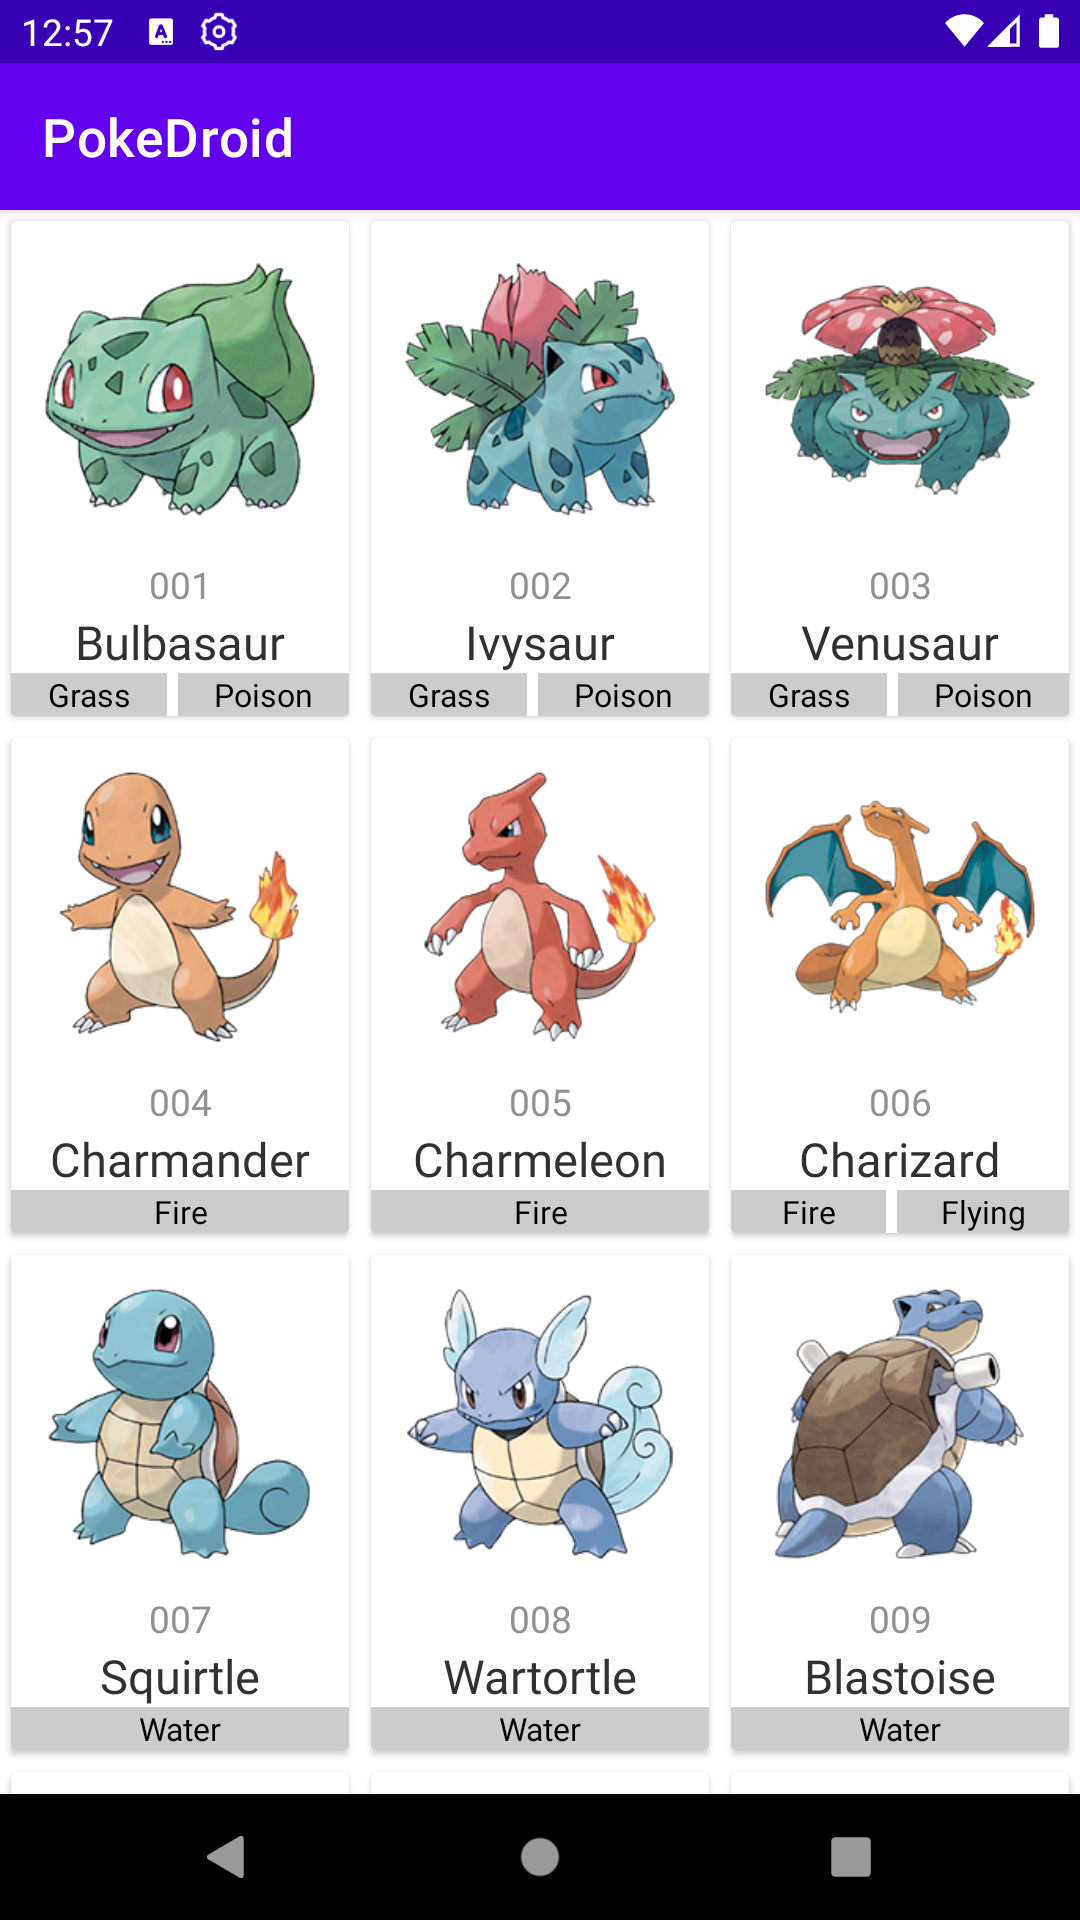 12:57
PokeDroid
001 002 003
Bulbasaur Ivysaur Venusaur
Grass Poison Grass Poison Grass Poison
004 005 006
Charmander Charmeleon Charizard
Fire Fire Fire Flying
007 008 009
Squirtle Wartortle Blastoise
Water Water Water